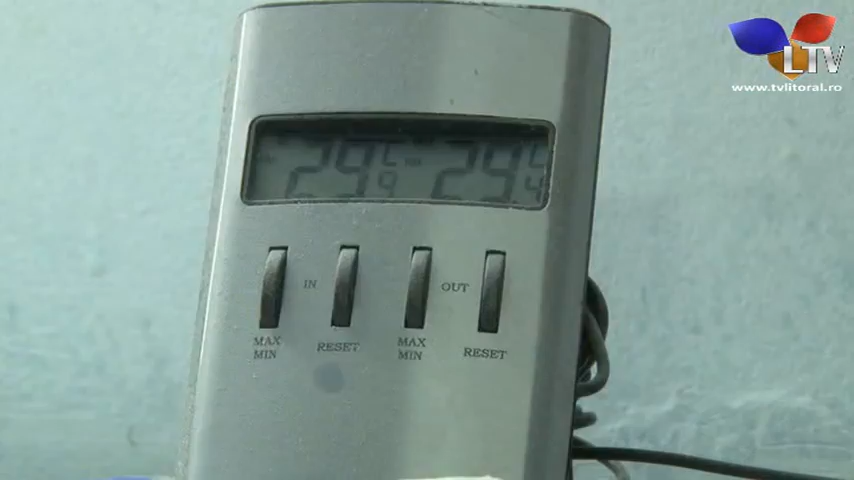 LTV
www.tvlitoral.ro
29.9 C 29.4 C
IN OUT
MAX MIN RESET MAX MIN RESET